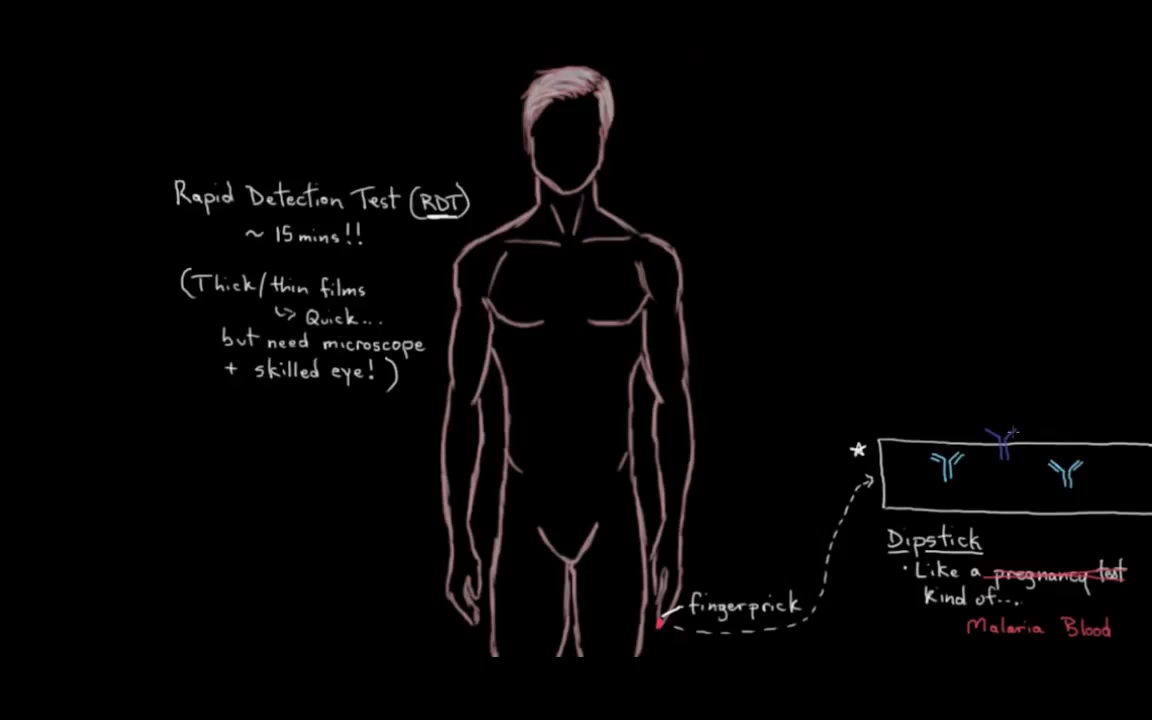 Rapid Detection Test (RDT)
~ 15 mins!!
(Thick/thin films
↳ Quick...
but need microscope
+ skilled eye!)
fingerprick
Dipstick
• Like a pregnancy test
kind of...
Malaria Blood